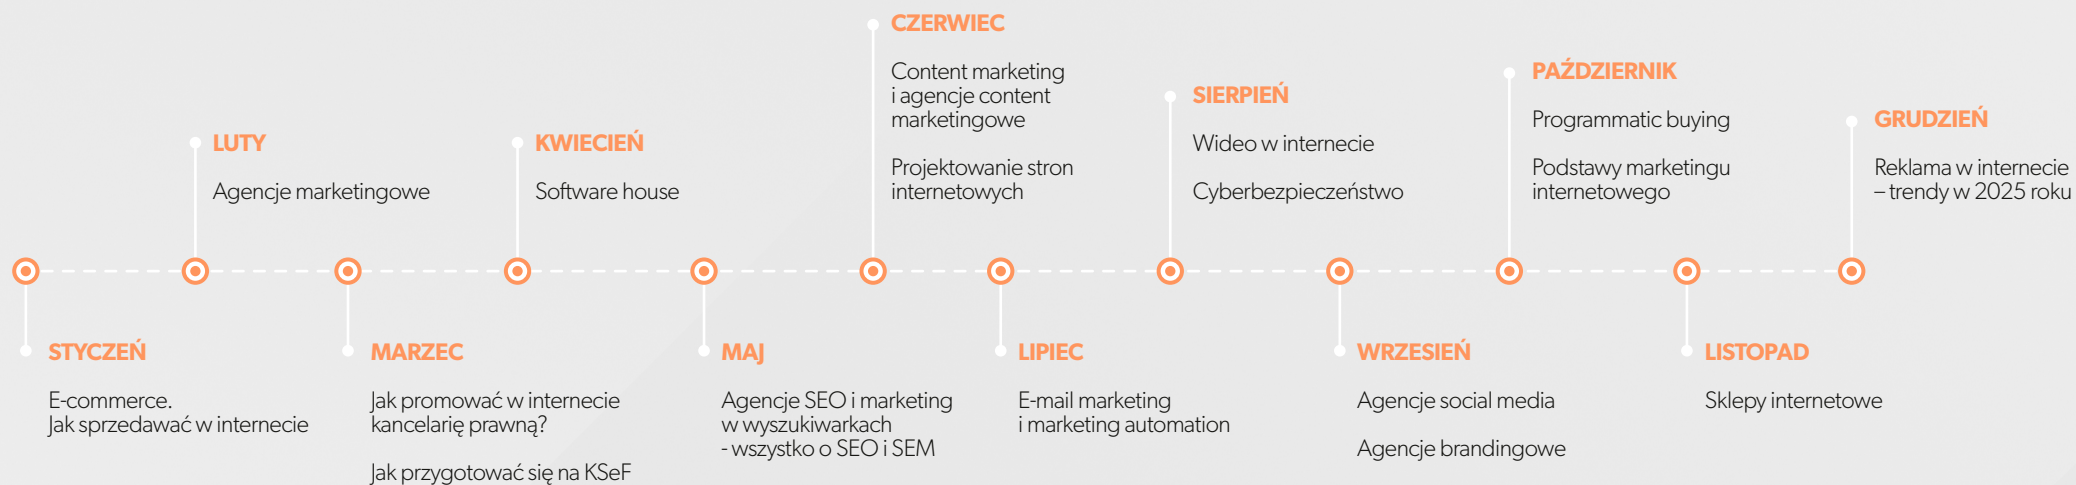 STYCZEŃ
E-commerce.
Jak sprzedawać w internecie
LUTY
Agencje marketingowe
MARZEC
Jak promować w internecie
kancelarię prawną?
Jak przygotować się na KSeF
KWIECIEŃ
Software house
MAJ
Agencje SEO i marketing
w wyszukiwarkach
- wszystko o SEO i SEM
CZERWIEC
Content marketing
i agencje content
marketingowe
Projektowanie stron
internetowych
LIPIEC
E-mail marketing
i marketing automation
SIERPIEŃ
Wideo w internecie
Cyberbezpieczeństwo
WRZESIEŃ
Agencje social media
Agencje brandingowe
PAŹDZIERNIK
Programmatic buying
Podstawy marketingu
internetowego
LISTOPAD
Sklepy internetowe
GRUDZIEŃ
Reklama w internecie
– trendy w 2025 roku